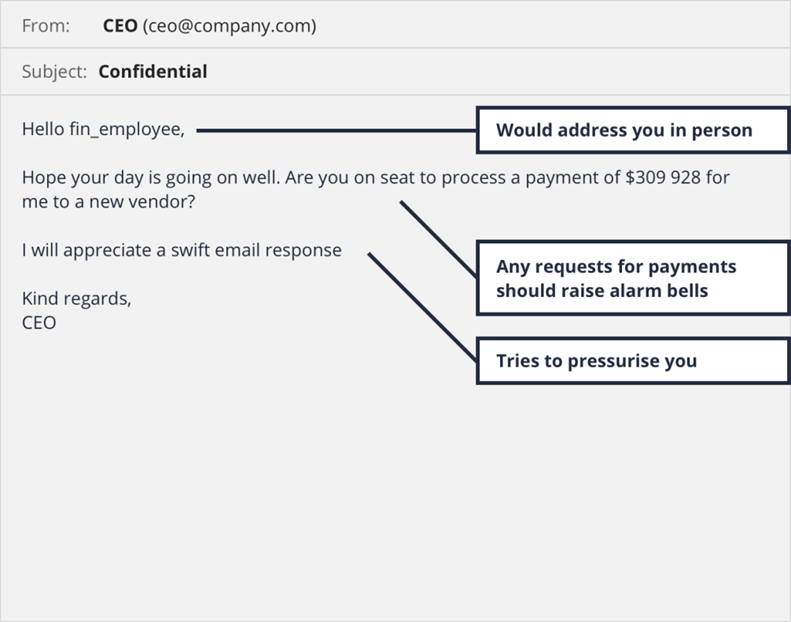 From: CEO (ceo@company.com)
Subject: Confidential
Hello fin_employee,
Would address you in person
Hope your day is going on well. Are you on seat to process a payment of $309 928 for
me to a new vendor?
I will appreciate a swift email response
Any requests for payments
should raise alarm bells
Kind regards,
CEO
Tries to pressurise you